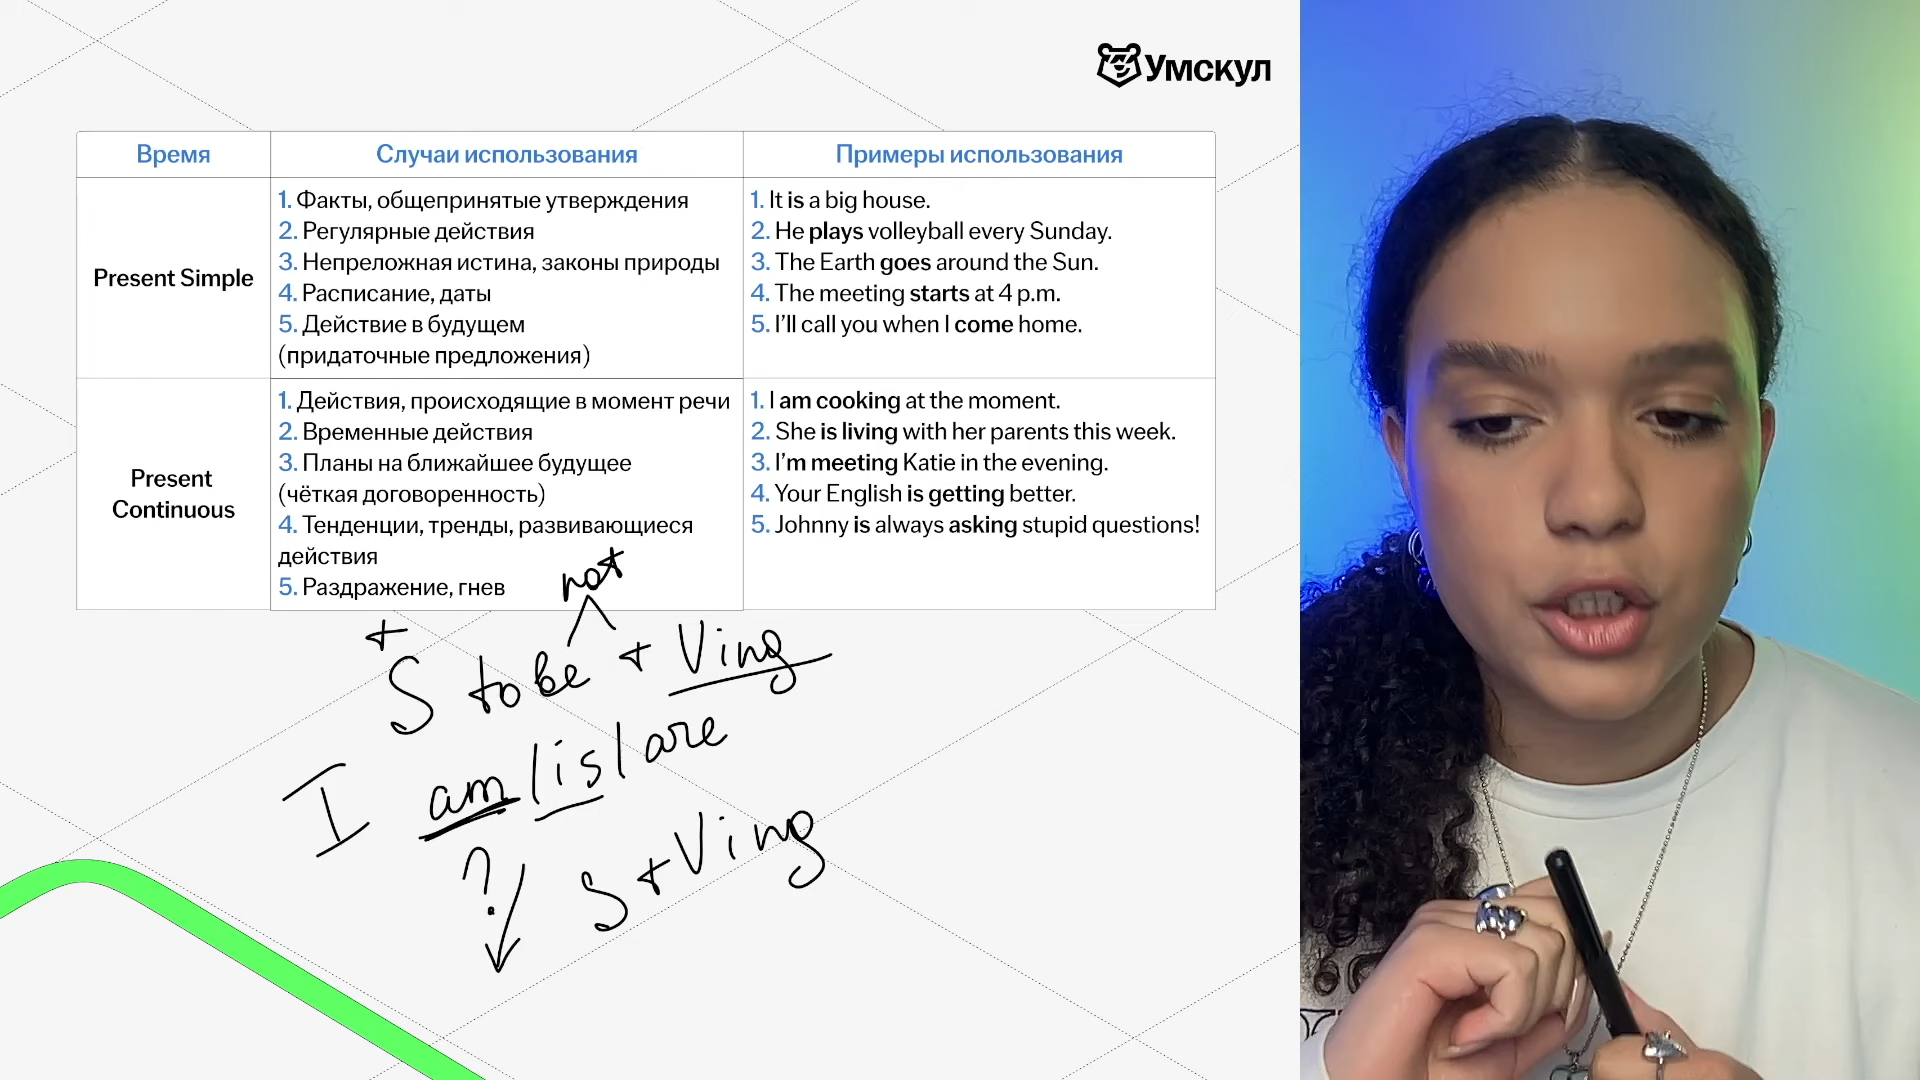 Умскул
Время
Случаи использования
Примеры использования
Present Simple
1. Факты, общепринятые утверждения
2. Регулярные действия
3. Непреложная истина, законы природы
4. Расписание, даты
5. Действие в будущем
(придаточные предложения)
1. It is a big house.
2. He plays volleyball every Sunday.
3. The Earth goes around the Sun.
4. The meeting starts at 4 p.m.
5. I’ll call you when I come home.
Present
Continuous
1. Действия, происходящие в момент речи
2. Временные действия
3. Планы на ближайшее будущее
(чёткая договоренность)
4. Тенденции, тренды, развивающиеся
действия
5. Раздражение, гнев
1. I am cooking at the moment.
2. She is living with her parents this week.
3. I’m meeting Katie in the evening.
4. Your English is getting better.
5. Johnny is always asking stupid questions!
not
+
S to be + Ving
I am/is/are
? S+Ving